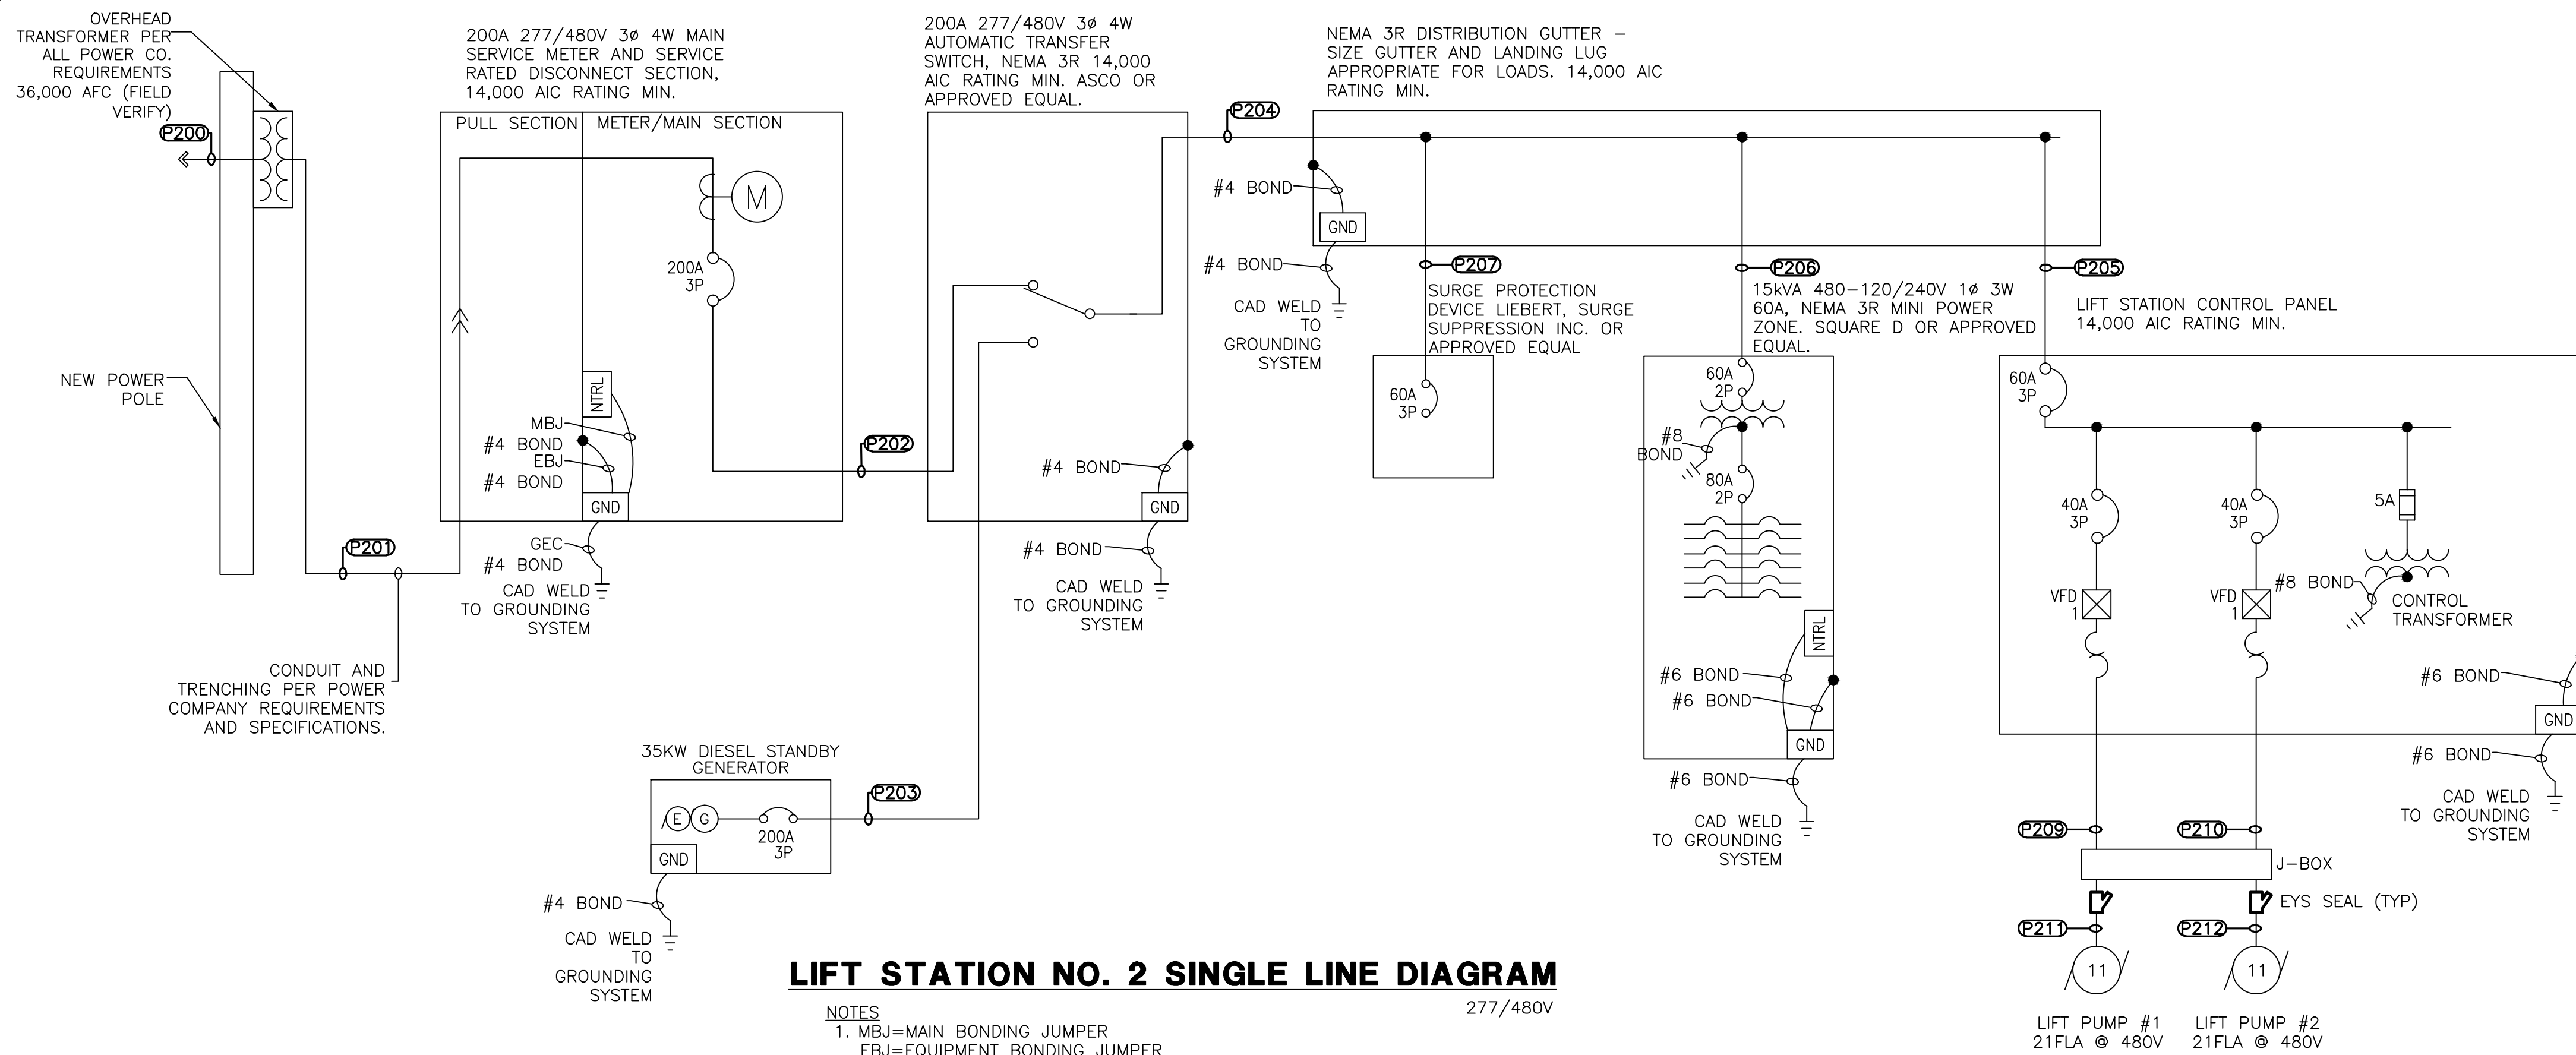 OVERHEAD
TRANSFORMER PER
ALL POWER CO.
REQUIREMENTS
36,000 AFC (FIELD
VERIFY)
P200
NEW POWER
POLE
P201
CONDUIT AND
TRENCHING PER POWER
COMPANY REQUIREMENTS
AND SPECIFICATIONS.
200A 277/480V 3ø 4W MAIN
SERVICE METER AND SERVICE
RATED DISCONNECT SECTION,
14,000 AIC RATING MIN.
PULL SECTION
METER/MAIN SECTION
M
200A
3P
NTRL
MBJ
#4 BOND
EBJ
#4 BOND
GND
GEC
#4 BOND
CAD WELD
TO GROUNDING
SYSTEM
P202
200A 277/480V 3ø 4W
AUTOMATIC TRANSFER
SWITCH, NEMA 3R 14,000
AIC RATING MIN. ASCO OR
APPROVED EQUAL.
#4 BOND
GND
#4 BOND
CAD WELD
TO GROUNDING
SYSTEM
35KW DIESEL STANDBY
GENERATOR
E
G
200A
3P
GND
P203
#4 BOND
CAD WELD
TO
GROUNDING
SYSTEM
P204
NEMA 3R DISTRIBUTION GUTTER –
SIZE GUTTER AND LANDING LUG
APPROPRIATE FOR LOADS. 14,000 AIC
RATING MIN.
#4 BOND
GND
#4 BOND
CAD WELD
TO
GROUNDING
SYSTEM
P207
SURGE PROTECTION
DEVICE LIEBERT, SURGE
SUPPRESSION INC. OR
APPROVED EQUAL
60A
3P
P206
15kVA 480–120/240V 1ø 3W
60A, NEMA 3R MINI POWER
ZONE. SQUARE D OR APPROVED
EQUAL.
60A
2P
#8
BOND
80A
2P
NTRL
#6 BOND
#6 BOND
GND
#6 BOND
CAD WELD
TO GROUNDING
SYSTEM
P205
LIFT STATION CONTROL PANEL
14,000 AIC RATING MIN.
60A
3P
40A
3P
40A
3P
5A
VFD
1
VFD
1
#8 BOND
CONTROL
TRANSFORMER
#6 BOND
GND
#6 BOND
CAD WELD
TO GROUNDING
SYSTEM
P209
P210
J–BOX
EYS SEAL (TYP)
P211
P212
11
11
LIFT PUMP #1
21FLA @ 480V
LIFT PUMP #2
21FLA @ 480V
LIFT STATION NO. 2 SINGLE LINE DIAGRAM
277/480V
NOTES
1. MBJ=MAIN BONDING JUMPER
EBJ=EQUIPMENT BONDING JUMPER